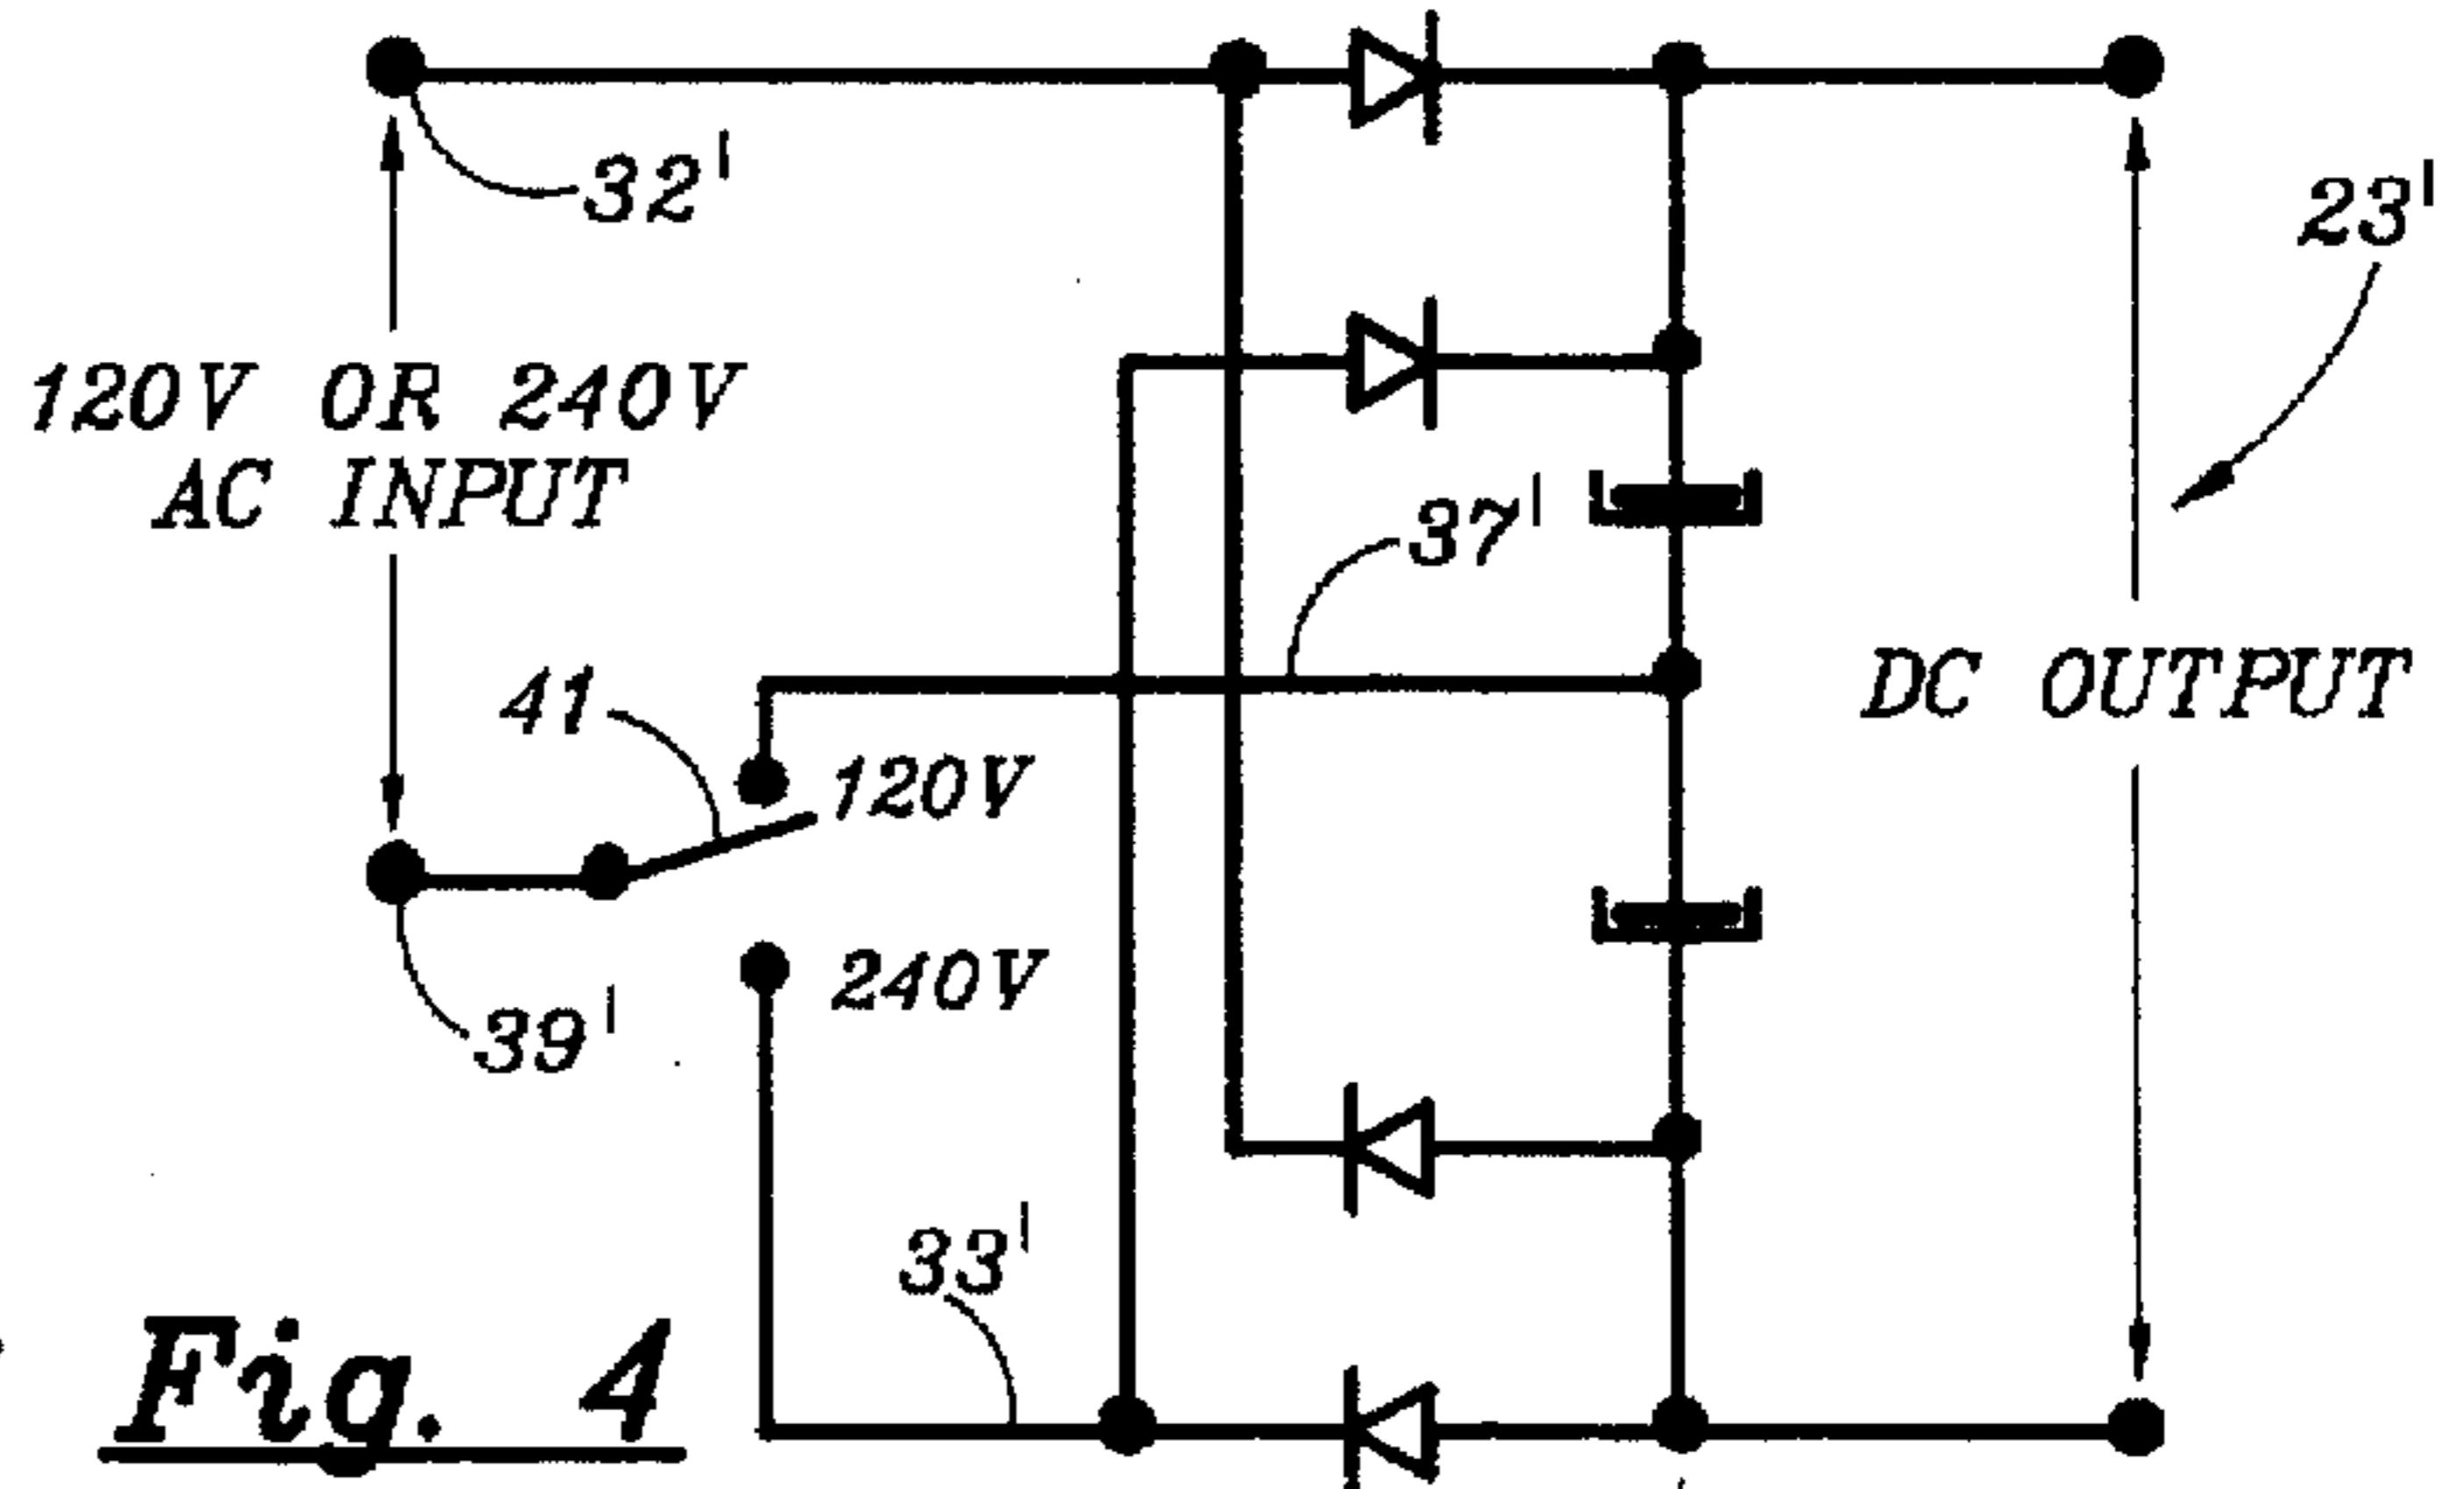 32'
23'
120V OR 240V
AC INPUT
37'
41
DC OUTPUT
120V
240V
39'
33'
Fig. 4